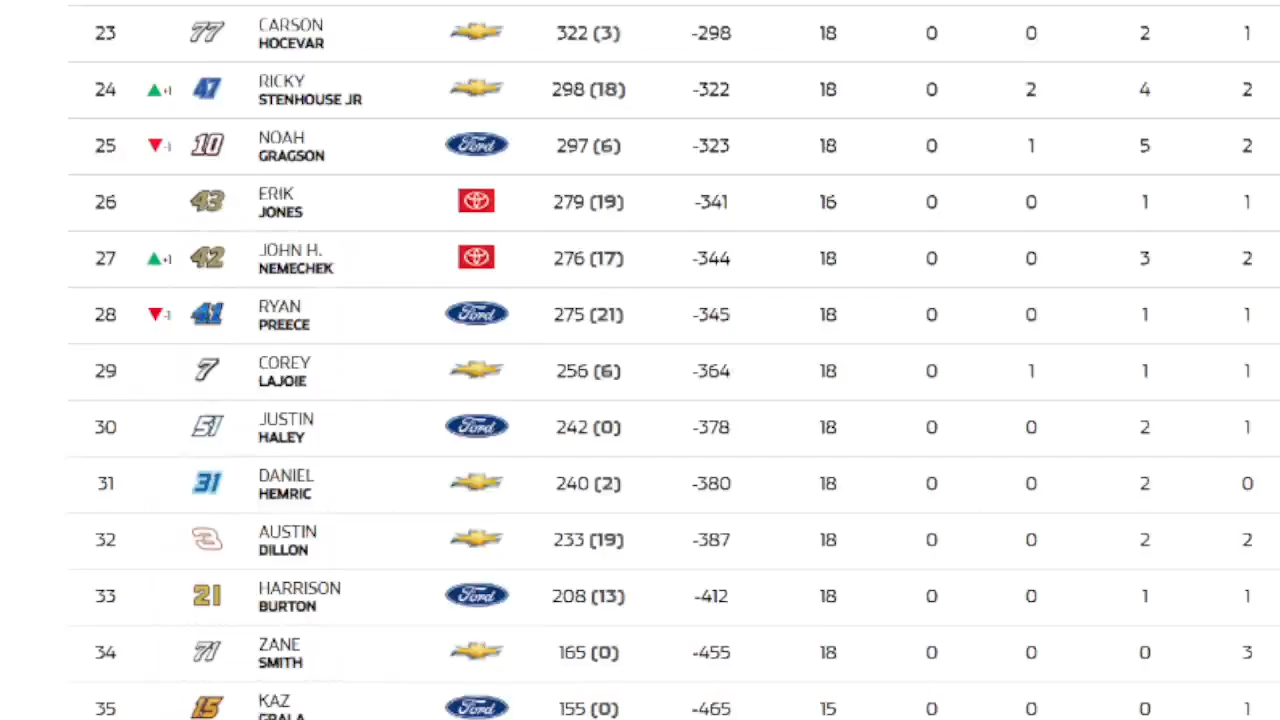 23 77 CARSON HOCEVAR 322 (3) -298 18 0 0 2 1
24 +1 47 RICKY STENHOUSE JR 298 (18) -322 18 0 2 4 2
25 -1 10 NOAH GRAGSON Ford 297 (6) -323 18 0 1 5 2
26 43 ERIK JONES 279 (19) -341 16 0 0 1 1
27 +1 42 JOHN H. NEMECHEK 276 (17) -344 18 0 0 3 2
28 -1 41 RYAN PREECE Ford 275 (21) -345 18 0 0 1 1
29 7 COREY LAJOIE 256 (6) -364 18 0 1 1 1
30 51 JUSTIN HALEY Ford 242 (0) -378 18 0 0 2 1
31 31 DANIEL HEMRIC 240 (2) -380 18 0 0 2 0
32 3 AUSTIN DILLON 233 (19) -387 18 0 0 2 2
33 21 HARRISON BURTON Ford 208 (13) -412 18 0 0 1 1
34 71 ZANE SMITH 165 (0) -455 18 0 0 0 3
35 15 KAZ GRALA Ford 155 (0) -465 15 0 0 0 1